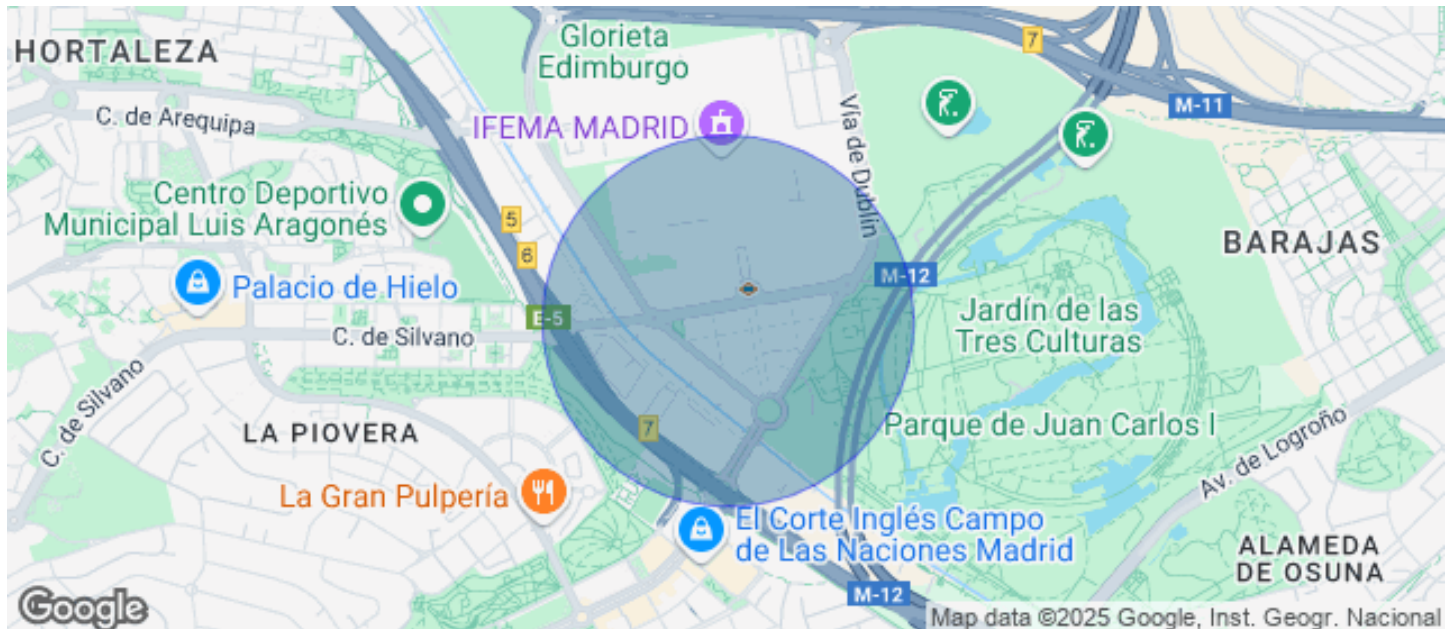 HORTALEZA
Glorieta
Edimburgo
7
M-11
C. de Arequipa
IFEMA MADRID
Vía de Dublín
Centro Deportivo
Municipal Luis Aragonés
5
6
BARAJAS
Palacio de Hielo
M-12
E-5
C. de Silvano
Jardín de las
Tres Culturas
C. de Silvano
LA PIOVERA
7
Parque de Juan Carlos I
Av. de Logroño
La Gran Pulpería
El Corte Inglés Campo
de Las Naciones Madrid
ALAMEDA
DE OSUNA
M-12
Google
Map data ©2025 Google, Inst. Geogr. Nacional